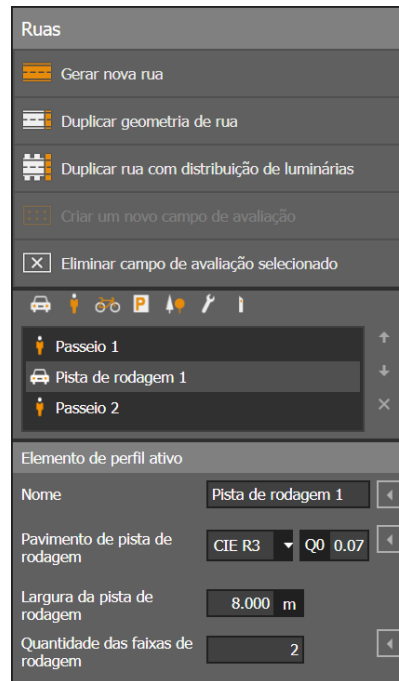 Ruas
Gerar nova rua
Duplicar geometria de rua
Duplicar rua com distribuição de luminárias
Criar um novo campo de avaliação
Eliminar campo de avaliação selecionado
P
Passeio 1
Pista de rodagem 1
Passeio 2
Elemento de perfil ativo
Nome Pista de rodagem 1
Pavimento de pista de
rodagem CIE R3 Q0 0.07
Largura da pista de
rodagem 8.000 m
Quantidade das faixas de
rodagem 2